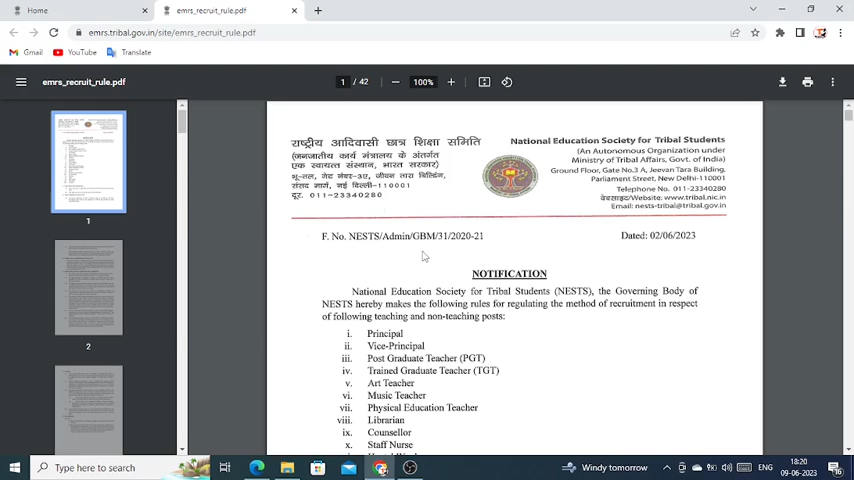 Home
emrs_recruit_rule.pdf
emrs.tribal.gov.in/site/emrs_recruit_rule.pdf
Gmail
YouTube
Translate
emrs_recruit_rule.pdf
1 / 42
100%
1
2
राष्ट्रीय आदिवासी छात्र शिक्षा समिति
(जनजातीय कार्य मंत्रालय के अंतर्गत
एक स्वायत्त संस्थान, भारत सरकार)
भू-तल, गेट नंबर-3ए, जीवन तारा बिल्डिंग,
संसद मार्ग, नई दिल्ली-110001
दूर. 011-23340280
National Education Society for Tribal Students
(An Autonomous Organization under
Ministry of Tribal Affairs, Govt. of India)
Ground Floor, Gate No.3 A, Jeevan Tara Building,
Parliament Street, New Delhi-110001
Telephone No. 011-23340280
वेबसाइट/Website: www.tribal.nic.in
Email: nests-tribal@tribal.gov.in
F. No. NESTS/Admin/GBM/31/2020-21
Dated: 02/06/2023
NOTIFICATION
National Education Society for Tribal Students (NESTS), the Governing Body of
NESTS hereby makes the following rules for regulating the method of recruitment in respect
of following teaching and non-teaching posts:
i. Principal
ii. Vice-Principal
iii. Post Graduate Teacher (PGT)
iv. Trained Graduate Teacher (TGT)
v. Art Teacher
vi. Music Teacher
vii. Physical Education Teacher
viii. Librarian
ix. Counsellor
x. Staff Nurse
Type here to search
Windy tomorrow
ENG
18:20
09-06-2023
16